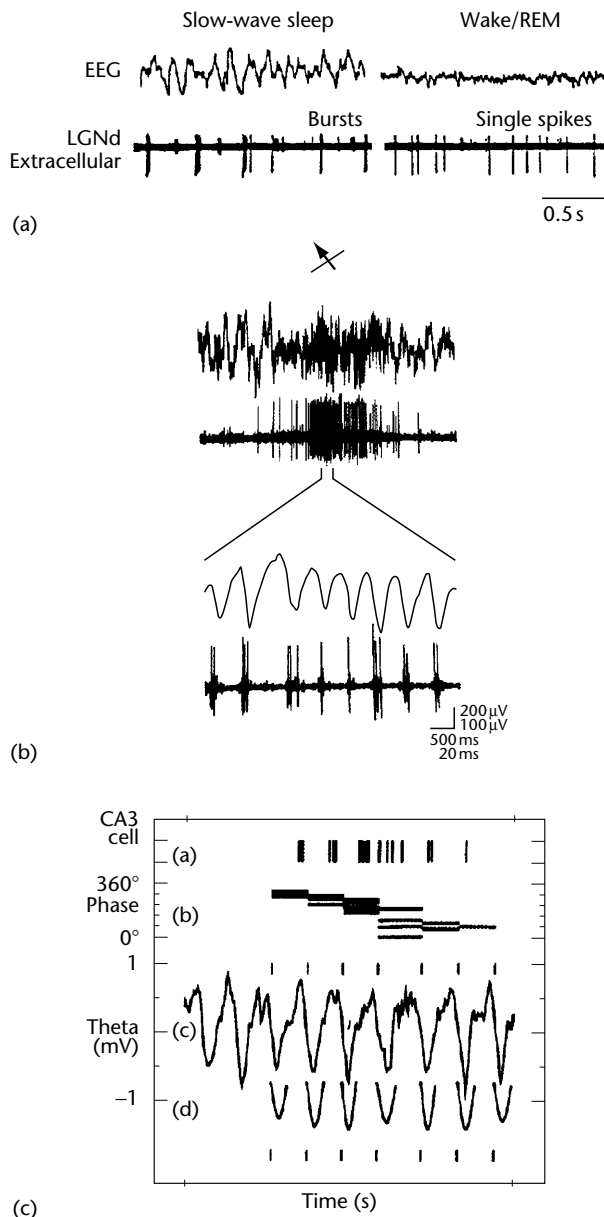 Slow-wave sleep Wake/REM
EEG
Bursts Single spikes
LGNd
Extracellular
0.5 s
(a)
200 µV
100 µV
500 ms
20 ms
(b)
CA3
cell
(a)
360°
Phase
(b)
0°
1
Theta
(mV)
(c)
−1
(d)
Time (s)
(c)